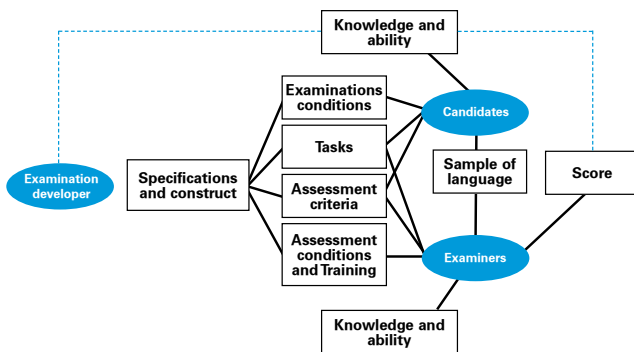 Knowledge and
ability
Examinations
conditions
Candidates
Tasks
Sample of
language
Score
Examination
developer
Specifications
and construct
Assessment
criteria
Assessment
conditions
and Training
Examiners
Knowledge and
ability